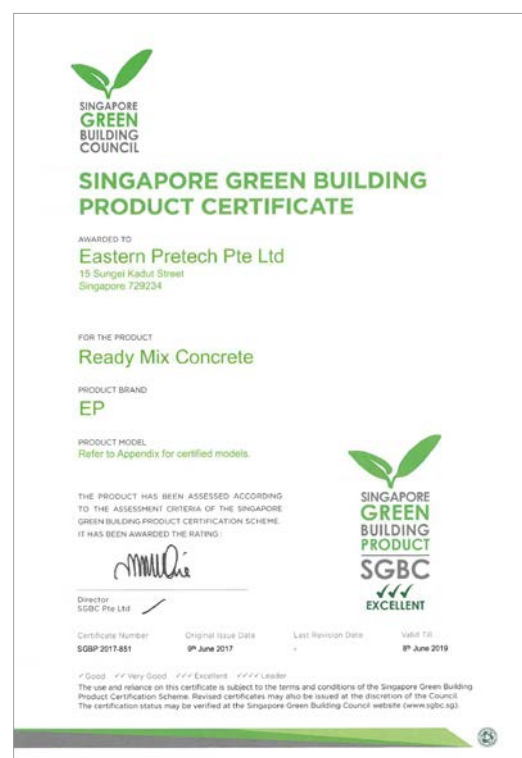 SINGAPORE
GREEN
BUILDING
COUNCIL
SINGAPORE GREEN BUILDING
PRODUCT CERTIFICATE
AWARDED TO
Eastern Pretech Pte Ltd
15 Sungei Kadut Street
Singapore 729234
FOR THE PRODUCT
Ready Mix Concrete
PRODUCT BRAND
EP
PRODUCT MODEL
Refer to Appendix for certified models.
THE PRODUCT HAS BEEN ASSESSED ACCORDING
TO THE ASSESSMENT CRITERIA OF THE SINGAPORE
GREEN BUILDING PRODUCT CERTIFICATION SCHEME.
IT HAS BEEN AWARDED THE RATING:
SINGAPORE
GREEN
BUILDING
PRODUCT
SGBC
✓✓✓
EXCELLENT
Director
SGBC Pte Ltd
Certificate Number Original Issue Date Last Revision Date Valid Till
SGBP 2017-851 9th June 2017 - 8th June 2019
✓ Good ✓✓ Very Good ✓✓✓ Excellent ✓✓✓✓ Leader
The use and reliance on this certificate is subject to the terms and conditions of the Singapore Green Building
Product Certification Scheme. Revised certificates may also be issued at the discretion of the Council.
The certification status may be verified at the Singapore Green Building Council website (www.sgbc.sg).